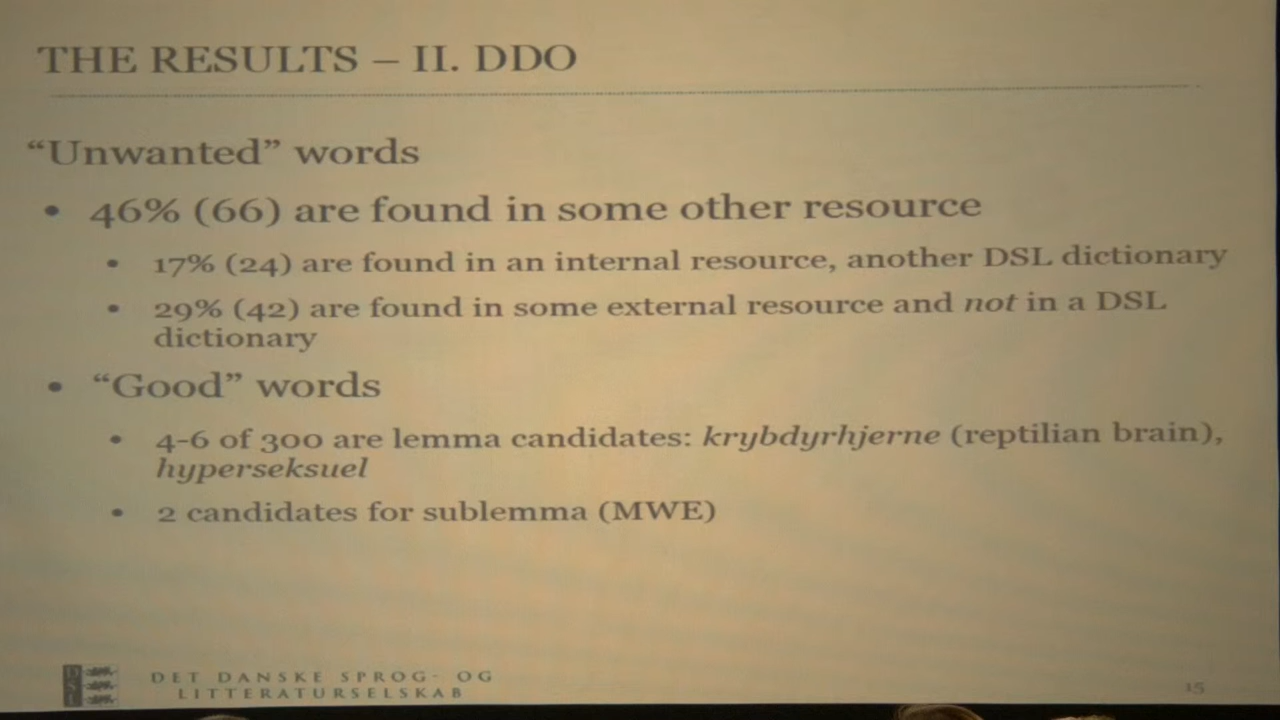 THE RESULTS – II. DDO
“Unwanted” words
• 46% (66) are found in some other resource
• 17% (24) are found in an internal resource, another DSL dictionary
• 29% (42) are found in some external resource and not in a DSL
dictionary
• “Good” words
• 4-6 of 300 are lemma candidates: krybdyrhjerne (reptilian brain),
hyperseksuel
• 2 candidates for sublemma (MWE)
DSL
DET DANSKE SPROG- OG
LITTERATURSELSKAB
15